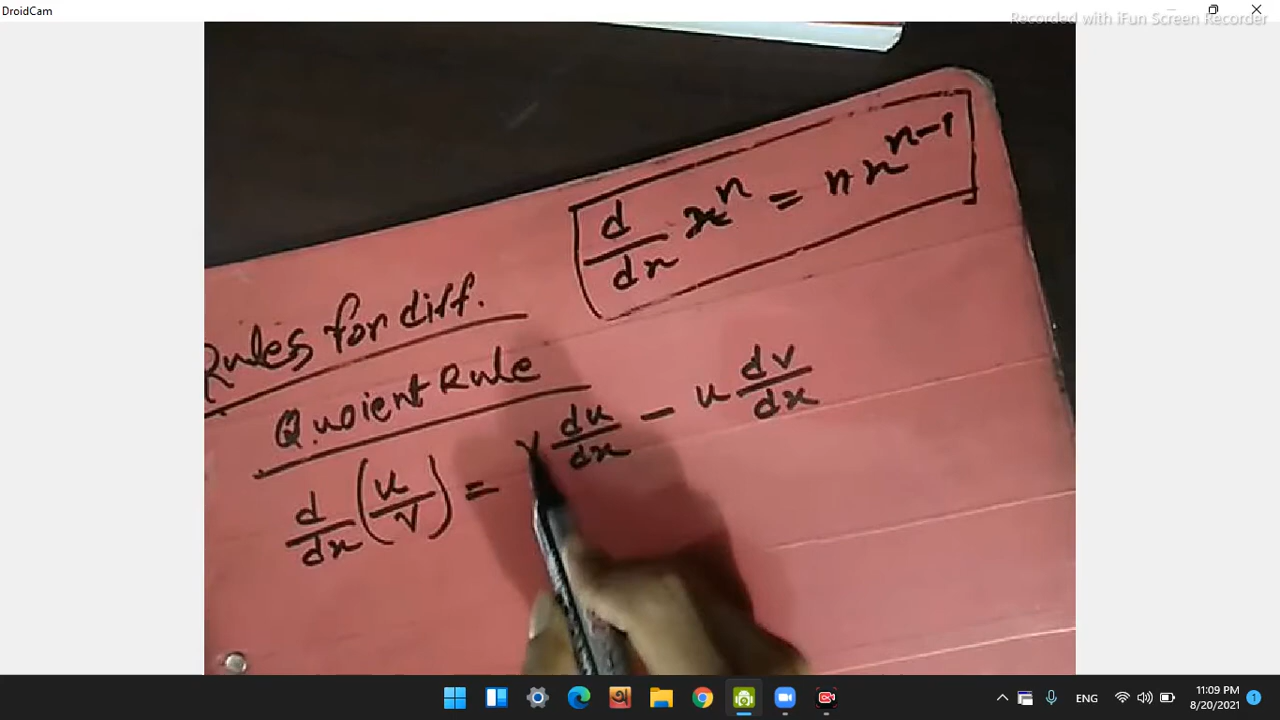 DroidCam
Recorded with iFun Screen Recorder
d/dx x^n = n x^(n-1)
Rules for diff.
Quoient Rule
d/dx (u/v) = v du/dx - u dv/dx
ENG
11:09 PM
8/20/2021
1